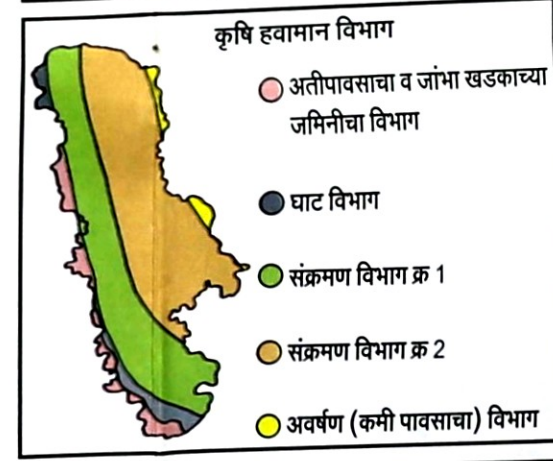 कृषि हवामान विभाग
अतीपावसाचा व जांभा खडकाच्या
जमिनीचा विभाग
घाट विभाग
संक्रमण विभाग क्र 1
संक्रमण विभाग क्र 2
अवर्षण (कमी पावसाचा) विभाग